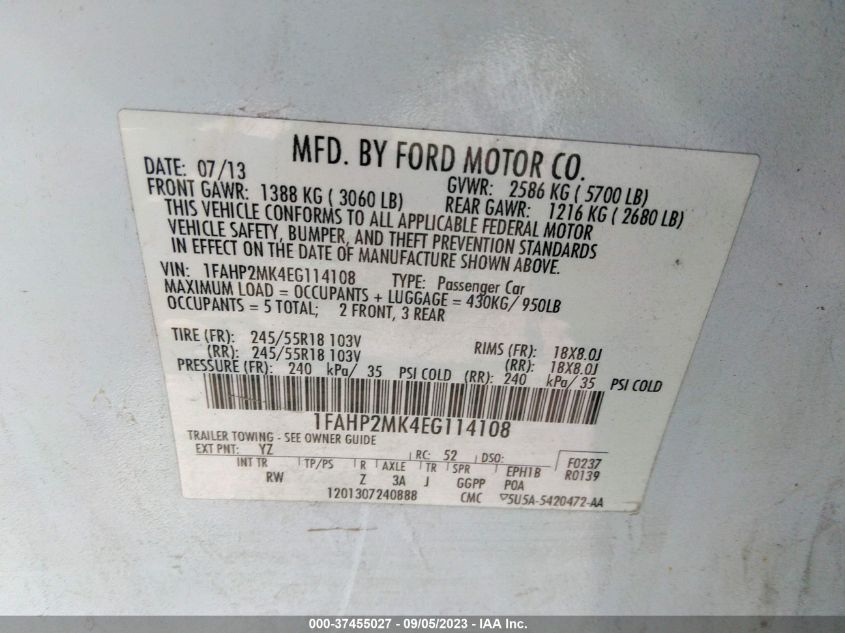 MFD. BY FORD MOTOR CO.
DATE: 07/13 GVWR: 2586 KG ( 5700 LB)
FRONT GAWR: 1388 KG ( 3060 LB) REAR GAWR: 1216 KG ( 2680 LB)
THIS VEHICLE CONFORMS TO ALL APPLICABLE FEDERAL MOTOR
VEHICLE SAFETY, BUMPER, AND THEFT PREVENTION STANDARDS
IN EFFECT ON THE DATE OF MANUFACTURE SHOWN ABOVE.
VIN: 1FAHP2MK4EG114108 TYPE: Passenger Car
MAXIMUM LOAD = OCCUPANTS + LUGGAGE = 430KG/ 950LB
OCCUPANTS = 5 TOTAL; 2 FRONT, 3 REAR
TIRE (FR): 245/55R18 103V RIMS (FR): 18X8.0J
(RR): 245/55R18 103V (RR): 18X8.0J
PRESSURE (FR): 240 kPa/ 35 PSI COLD (RR): 240 kPa/ 35 PSI COLD
1FAHP2MK4EG114108
TRAILER TOWING - SEE OWNER GUIDE
EXT PNT: YZ RC: 52 DSO: F0237
INT TR TP/PS R AXLE TR SPR EPH1B R0139
RW Z 3A J GGPP POA
1201307240888 CMC 5U5A-5420472-AA
000-37455027 - 09/05/2023 - IAA Inc.